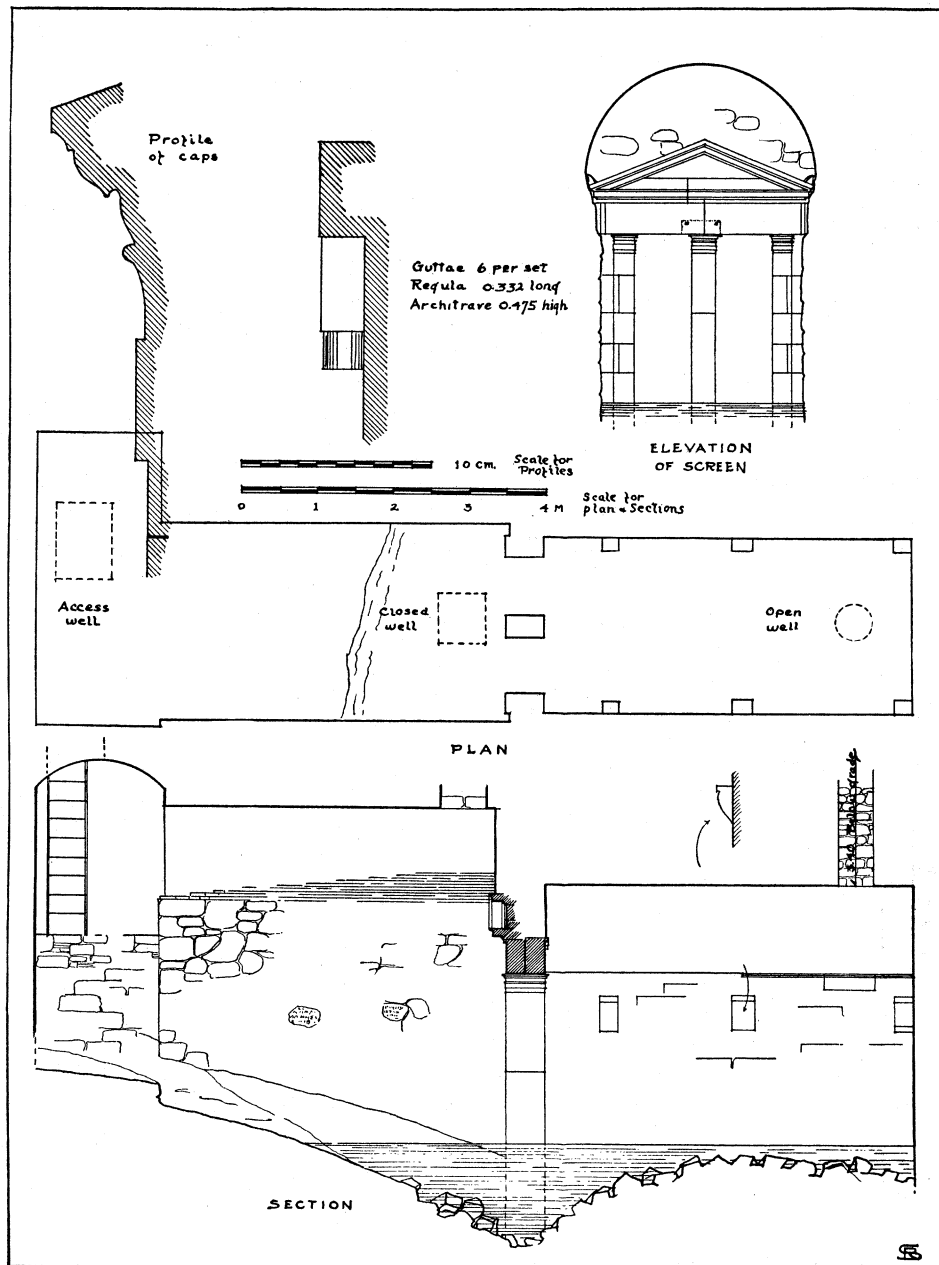 Profile
of caps
Guttae 6 per set
Regula 0.332 long
Architrave 0.475 high
ELEVATION
OF SCREEN
10 cm. Scale for
Profiles
0 1 2 3 4 M
Scale for
plan & Sections
Access
well
Closed
well
Open
well
PLAN
Below grade
SECTION